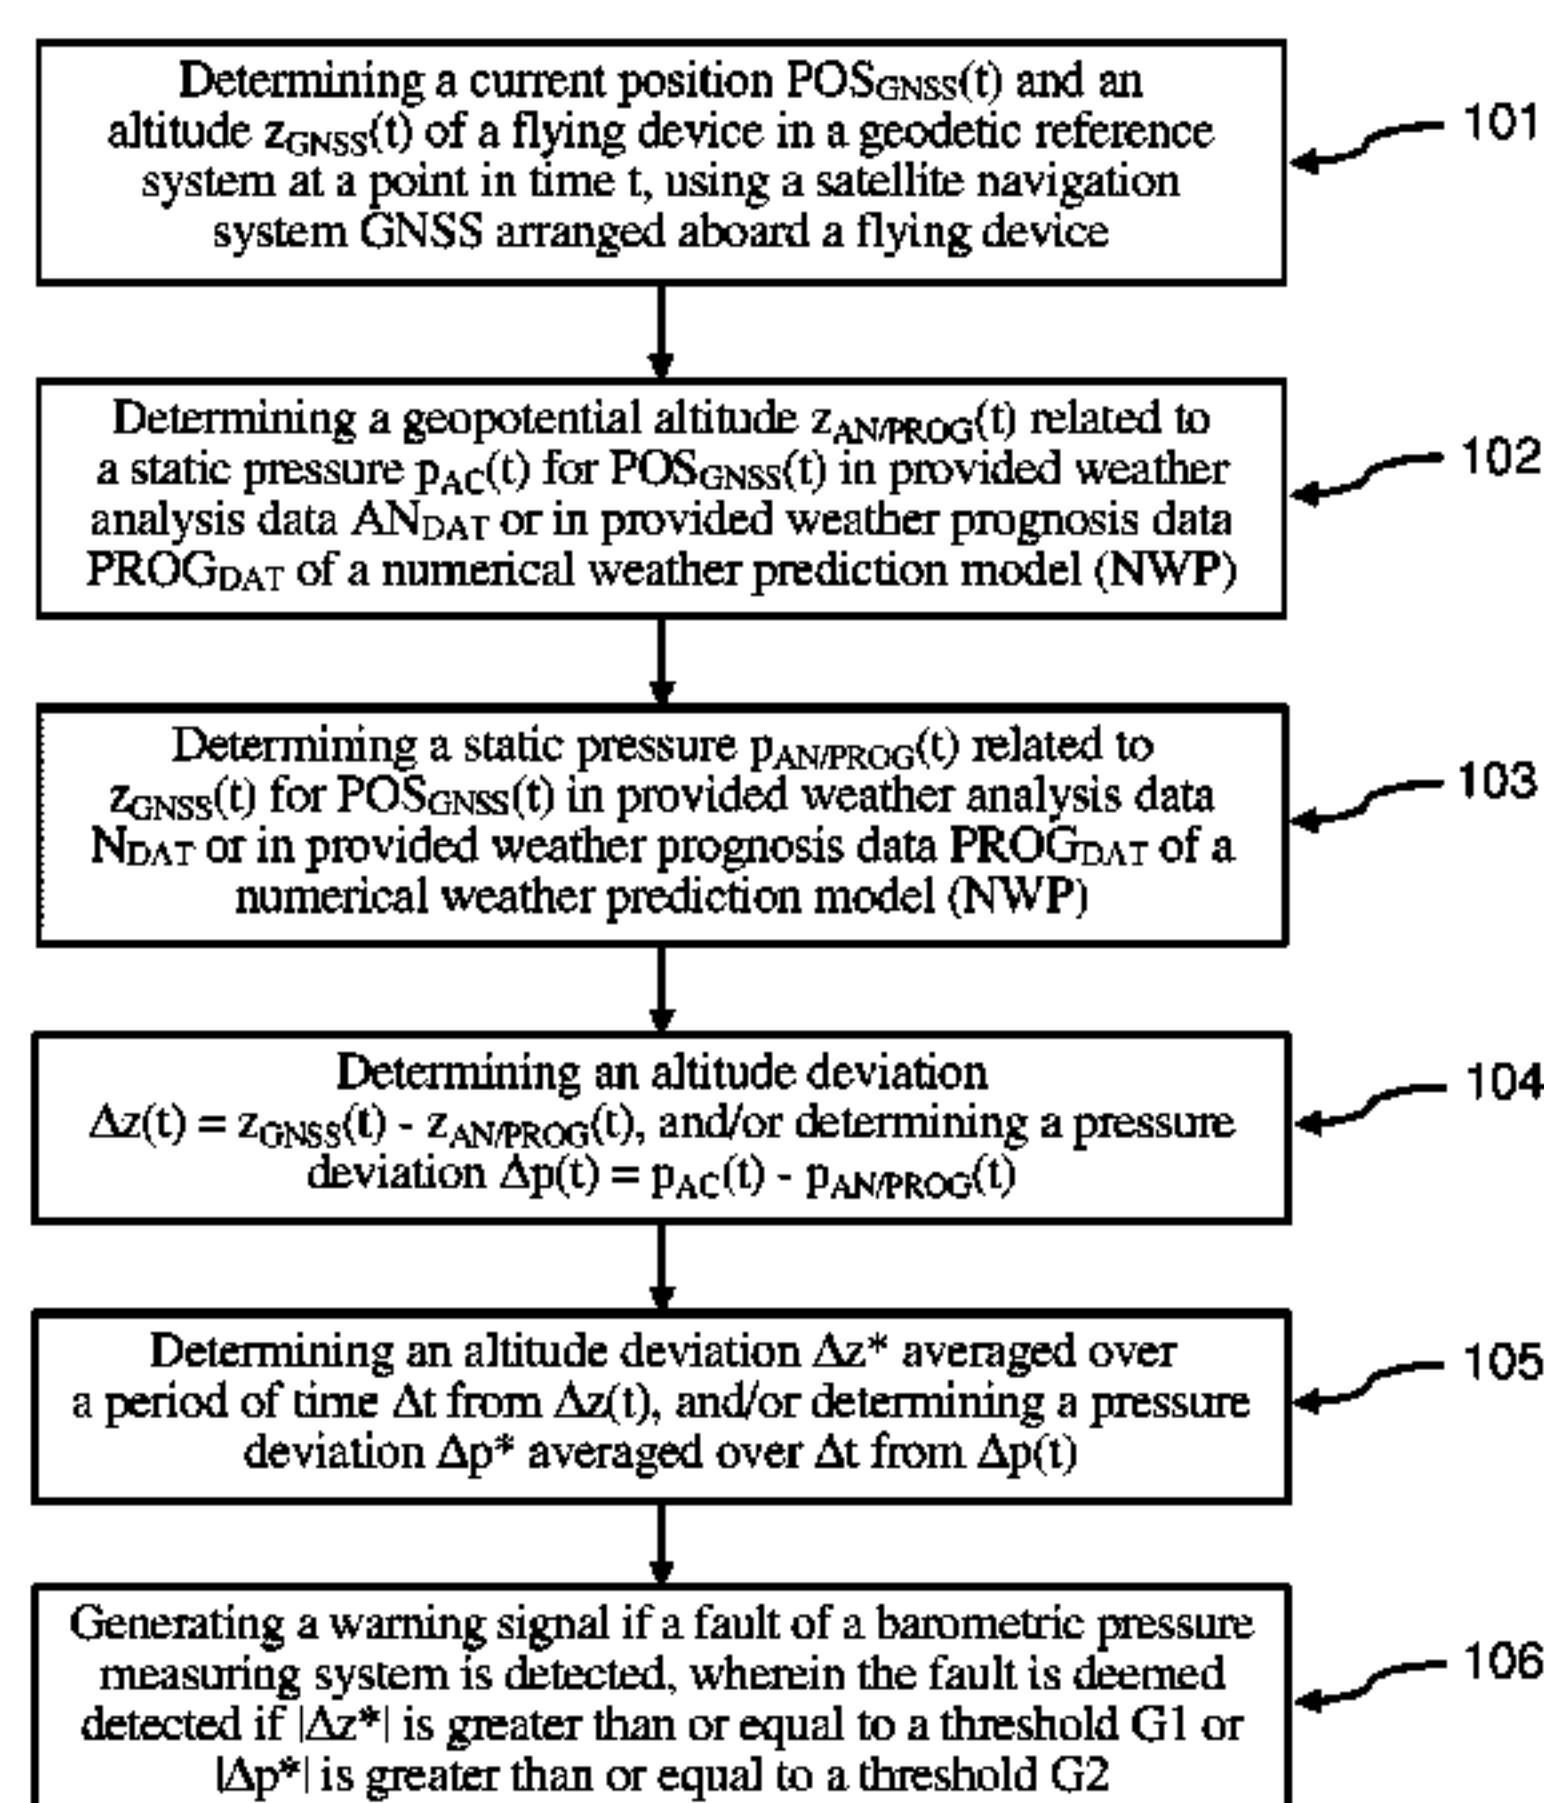 Determining a current position POSGNSS(t) and an
altitude zGNSS(t) of a flying device in a geodetic reference
system at a point in time t, using a satellite navigation
system GNSS arranged aboard a flying device
101
Determining a geopotential altitude zAN/PROG(t) related to
a static pressure pAC(t) for POSGNSS(t) in provided weather
analysis data ANDAT or in provided weather prognosis data
PROGDAT of a numerical weather prediction model (NWP)
102
Determining a static pressure pAN/PROG(t) related to
zGNSS(t) for POSGNSS(t) in provided weather analysis data
NDAT or in provided weather prognosis data PROGDAT of a
numerical weather prediction model (NWP)
103
Determining an altitude deviation
Δz(t) = zGNSS(t) - zAN/PROG(t), and/or determining a pressure
deviation Δp(t) = pAC(t) - pAN/PROG(t)
104
Determining an altitude deviation Δz* averaged over
a period of time Δt from Δz(t), and/or determining a pressure
deviation Δp* averaged over Δt from Δp(t)
105
Generating a warning signal if a fault of a barometric pressure
measuring system is detected, wherein the fault is deemed
detected if |Δz*| is greater than or equal to a threshold G1 or
|Δp*| is greater than or equal to a threshold G2
106